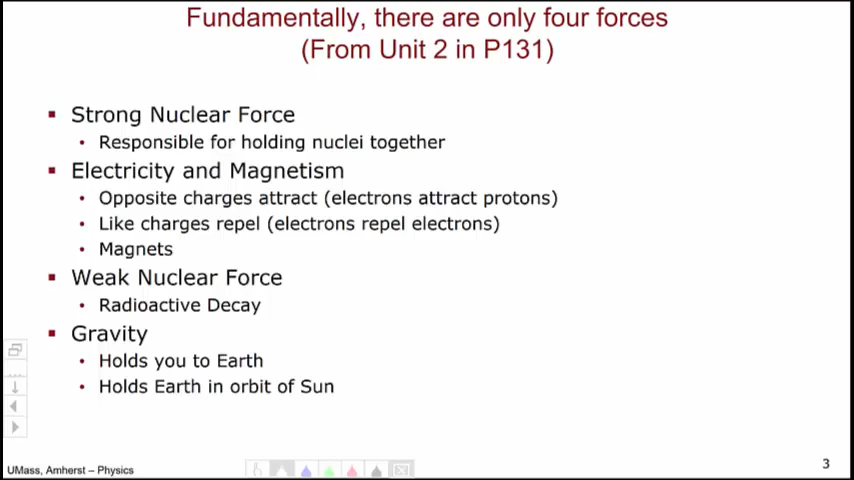 Fundamentally, there are only four forces
(From Unit 2 in P131)
▪ Strong Nuclear Force
• Responsible for holding nuclei together
▪ Electricity and Magnetism
• Opposite charges attract (electrons attract protons)
• Like charges repel (electrons repel electrons)
• Magnets
▪ Weak Nuclear Force
• Radioactive Decay
▪ Gravity
• Holds you to Earth
• Holds Earth in orbit of Sun
UMass, Amherst – Physics
3